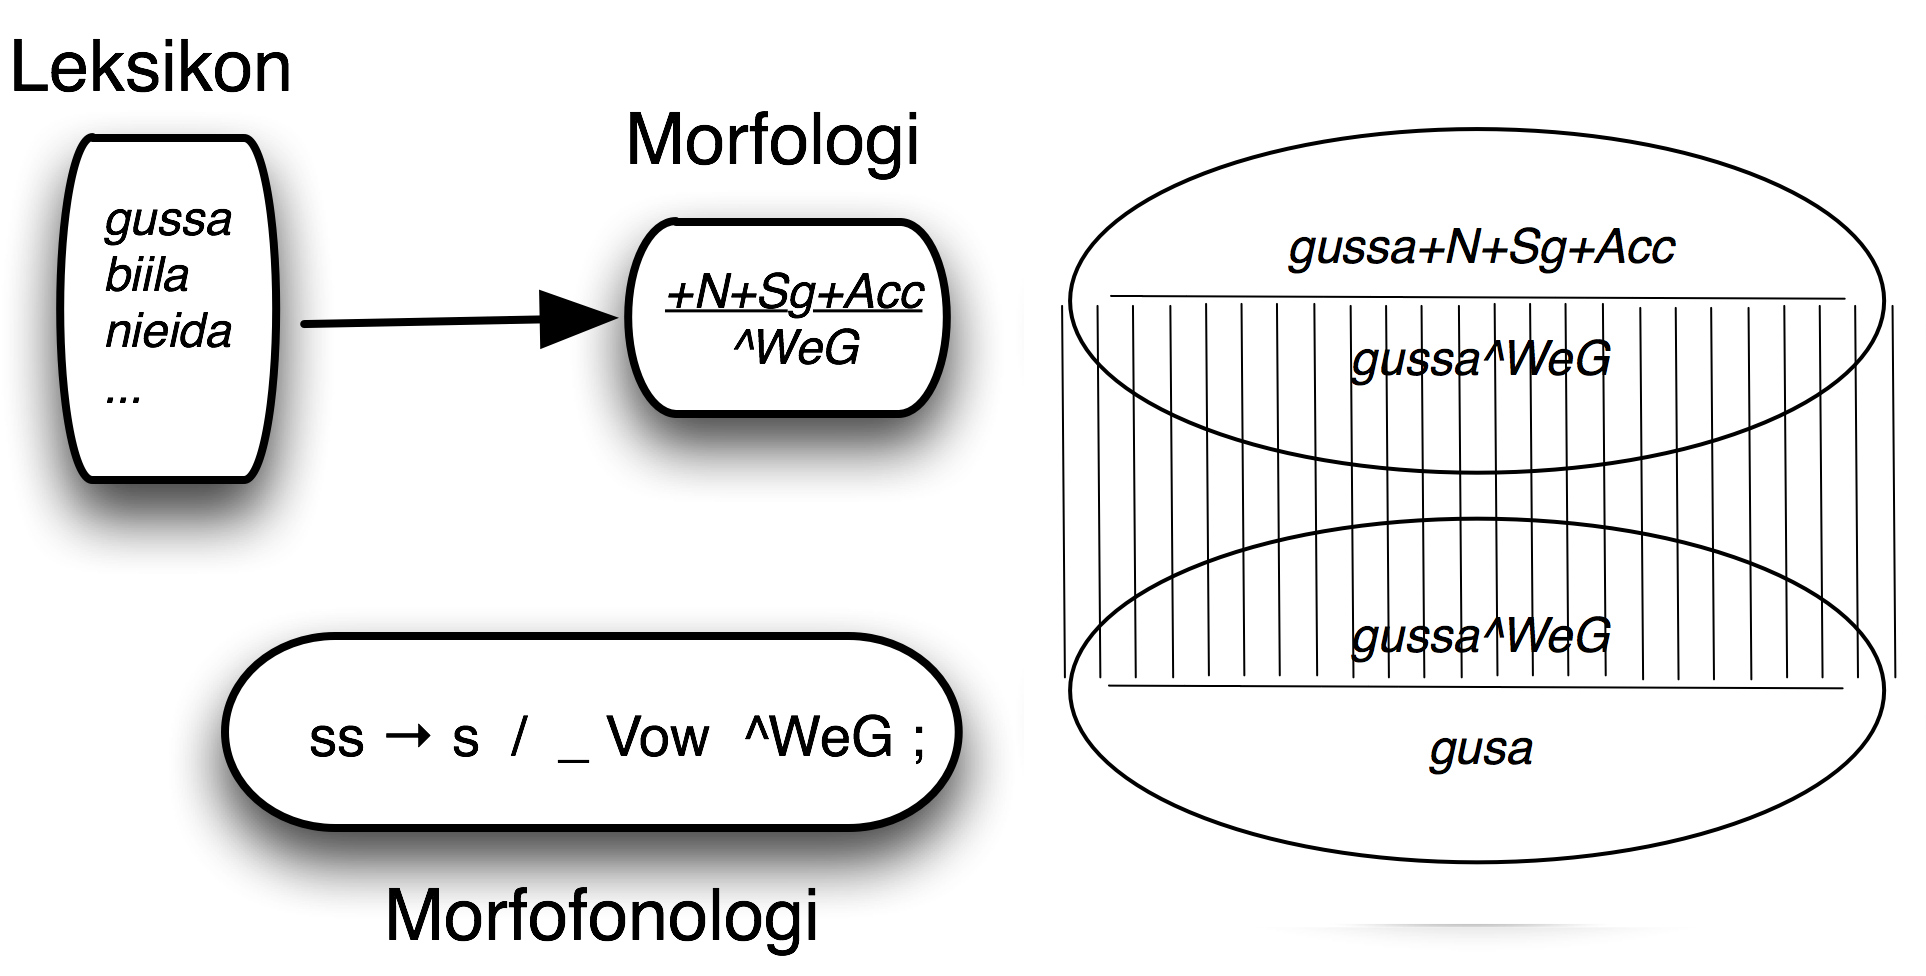 Leksikon
gussa
biila
nieida
...
Morfologi
+N+Sg+Acc
^WeG
ss → s / _ Vow ^WeG ;
Morfofonologi
gussa+N+Sg+Acc
gussa^WeG
gussa^WeG
gusa